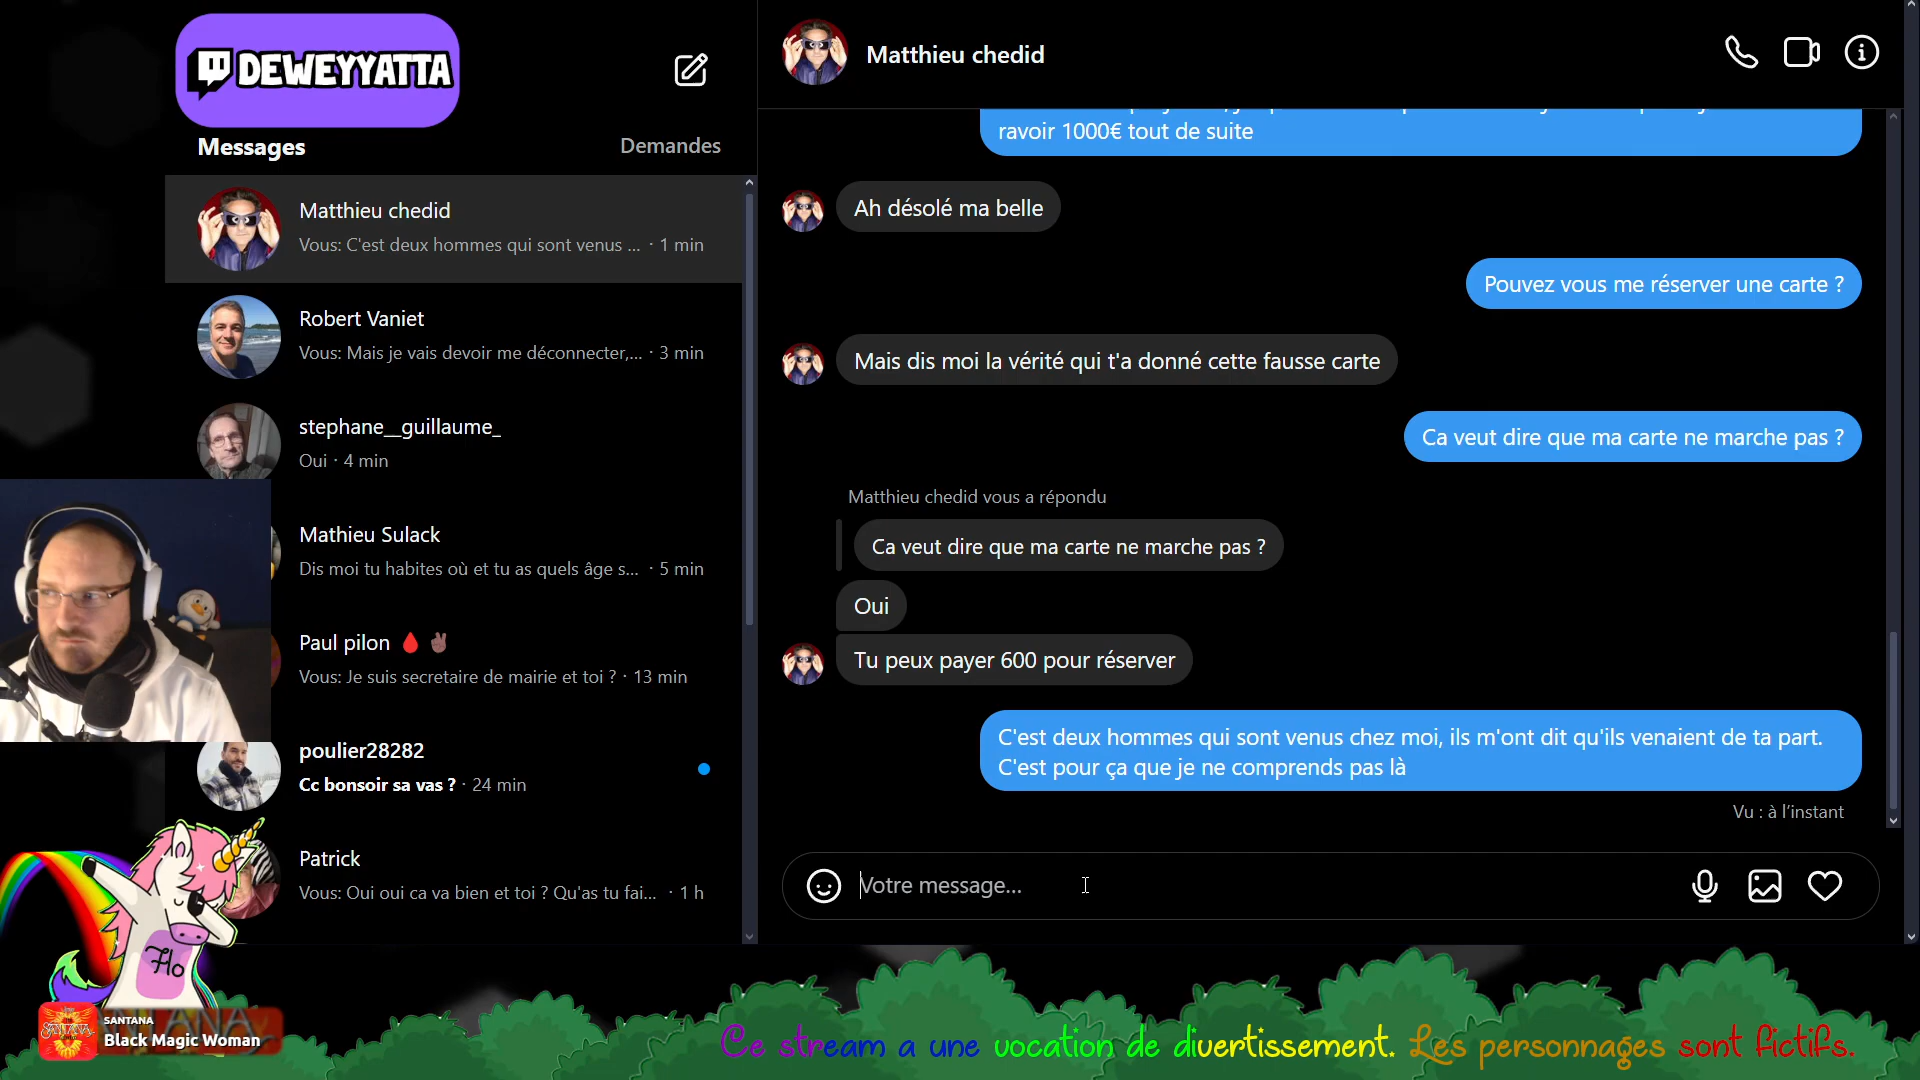 DEWEYYATTA
Messages
Demandes
Matthieu chedid
Vous: C'est deux hommes qui sont venus ... · 1 min
Robert Vaniet
Vous: Mais je vais devoir me déconnecter,... · 3 min
stephane__guillaume_
Oui · 4 min
Mathieu Sulack
Dis moi tu habites où et tu as quels âge s... · 5 min
Paul pilon
Vous: Je suis secretaire de mairie et toi ? · 13 min
poulier28282
Cc bonsoir sa vas ? · 24 min
Patrick
Vous: Oui oui ca va bien et toi ? Qu'as tu fai... · 1 h
Flo
SANTANA
Black Magic Woman
Matthieu chedid
ravoir 1000€ tout de suite
Ah désolé ma belle
Pouvez vous me réserver une carte ?
Mais dis moi la vérité qui t'a donné cette fausse carte
Ca veut dire que ma carte ne marche pas ?
Matthieu chedid vous a répondu
Ca veut dire que ma carte ne marche pas ?
Oui
Tu peux payer 600 pour réserver
C'est deux hommes qui sont venus chez moi, ils m'ont dit qu'ils venaient de ta part.
C'est pour ça que je ne comprends pas là
Vu : à l'instant
Votre message...
Ce stream a une vocation de divertissement. Les personnages sont fictifs.